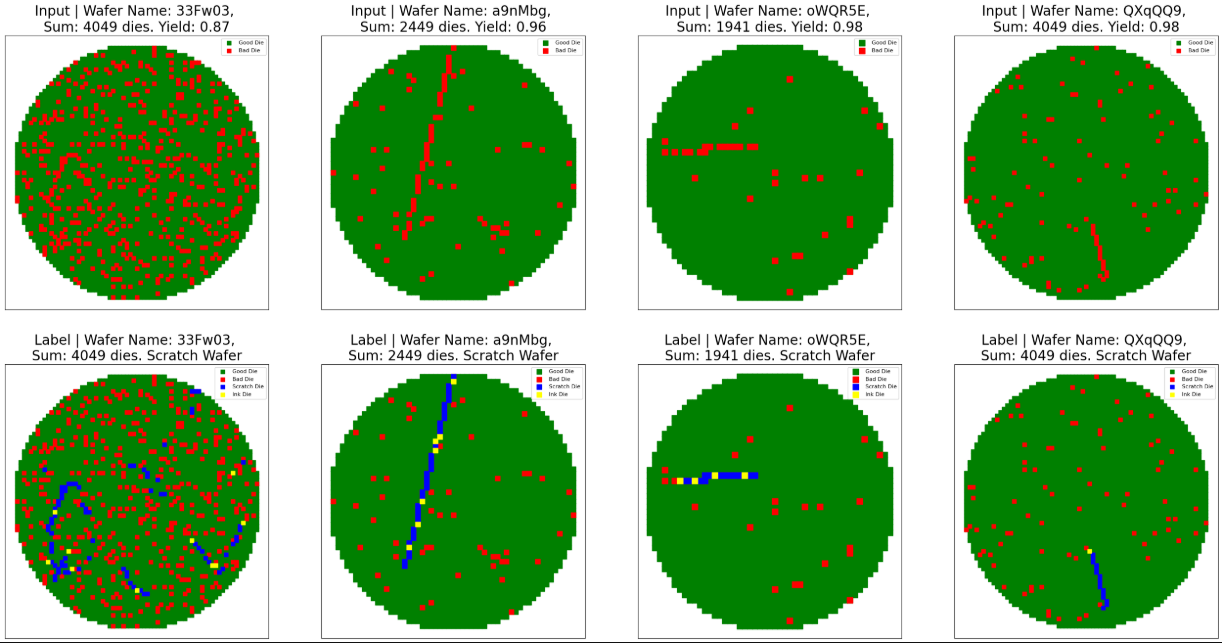 Input | Wafer Name: 33Fw03,
Sum: 4049 dies. Yield: 0.87
Good Die
Bad Die
Input | Wafer Name: a9nMbg,
Sum: 2449 dies. Yield: 0.96
Good Die
Bad Die
Input | Wafer Name: oWQR5E,
Sum: 1941 dies. Yield: 0.98
Good Die
Bad Die
Input | Wafer Name: QXqQQ9,
Sum: 4049 dies. Yield: 0.98
Good Die
Bad Die
Label | Wafer Name: 33Fw03,
Sum: 4049 dies. Scratch Wafer
Good Die
Bad Die
Scratch Die
Ink Die
Label | Wafer Name: a9nMbg,
Sum: 2449 dies. Scratch Wafer
Good Die
Bad Die
Scratch Die
Ink Die
Label | Wafer Name: oWQR5E,
Sum: 1941 dies. Scratch Wafer
Good Die
Bad Die
Scratch Die
Ink Die
Label | Wafer Name: QXqQQ9,
Sum: 4049 dies. Scratch Wafer
Good Die
Bad Die
Scratch Die
Ink Die